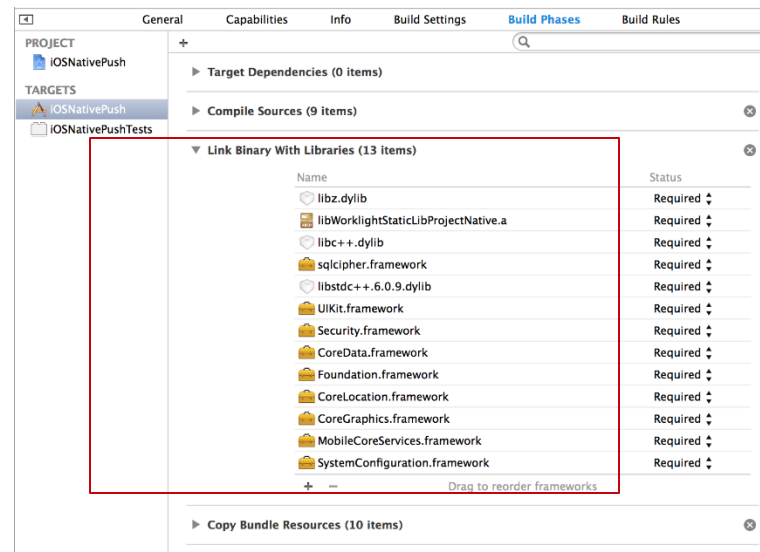 General Capabilities Info Build Settings Build Phases Build Rules
PROJECT
iOSNativePush
TARGETS
iOSNativePush
iOSNativePushTests
Target Dependencies (0 items)
Compile Sources (9 items)
Link Binary With Libraries (13 items)
Name Status
libz.dylib Required
libWorklightStaticLibProjectNative.a Required
libc++.dylib Required
sqlcipher.framework Required
libstdc++.6.0.9.dylib Required
UIKit.framework Required
Security.framework Required
CoreData.framework Required
Foundation.framework Required
CoreLocation.framework Required
CoreGraphics.framework Required
MobileCoreServices.framework Required
SystemConfiguration.framework Required
Drag to reorder frameworks
Copy Bundle Resources (10 items)